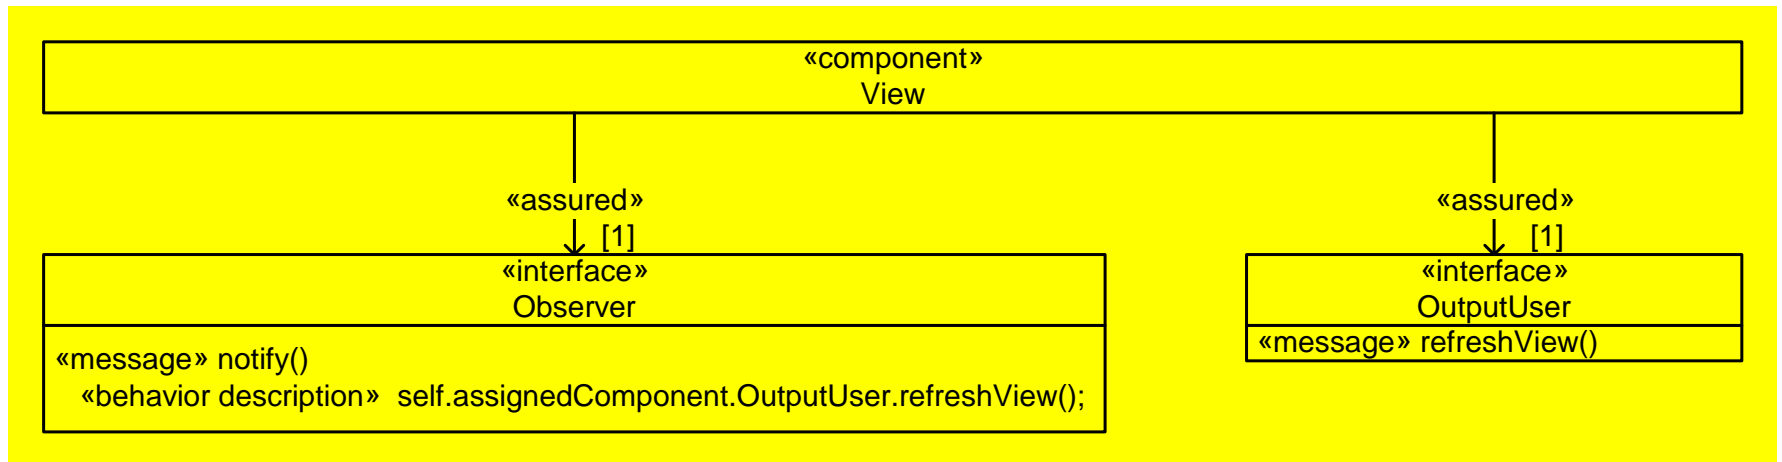 «component»
View
«assured»
«assured»
[1]
[1]
«interface»
Observer
«message» notify()
«behavior description» self.assignedComponent.OutputUser.refreshView();
«interface»
OutputUser
«message» refreshView()